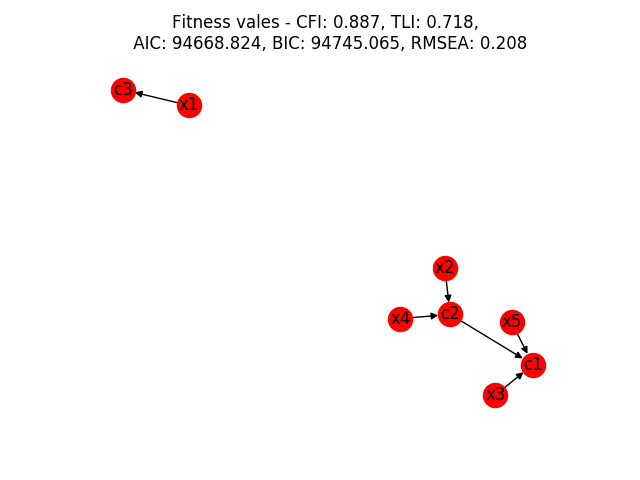 Fitness vales - CFI: 0.887, TLI: 0.718,
AIC: 94668.824, BIC: 94745.065, RMSEA: 0.208
c3
x1
x2
c2
x4
x5
c1
x3